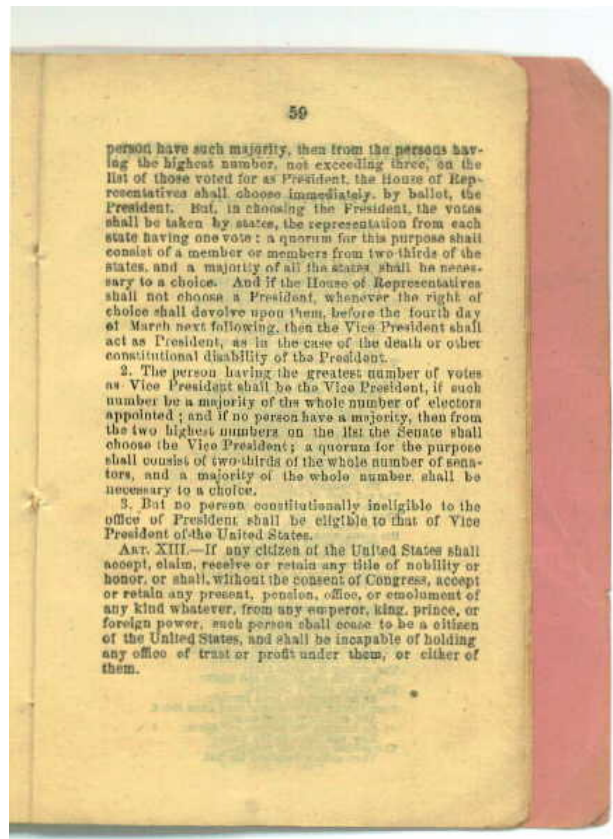 59
person have such majority, then from the persons hav-
ing the highest number, not exceeding three, on the
list of those voted for as President, the House of Rep-
resentatives shall choose immediately, by ballot, the
President. But, in choosing the President, the votes
shall be taken by states, the representation from each
state having one vote; a quorum for this purpose shall
consist of a member or members from two-thirds of the
states, and a majority of all the states shall be neces-
sary to a choice. And if the House of Representatives
shall not choose a President, whenever the right of
choice shall devolve upon them, before the fourth day
of March next following, then the Vice President shall
act as President, as in the case of the death or other
constitutional disability of the President.
2. The person having the greatest number of votes
as Vice President shall be the Vice President, if such
number be a majority of the whole number of electors
appointed; and if no person have a majority, then from
the two highest numbers on the list the Senate shall
choose the Vice President; a quorum for the purpose
shall consist of two-thirds of the whole number of sena-
tors, and a majority of the whole number shall be
necessary to a choice.
3. But no person constitutionally ineligible to the
office of President shall be eligible to that of Vice
President of the United States.
ART. XIII.—If any citizen of the United States shall
accept, claim, receive or retain any title of nobility or
honor, or shall, without the consent of Congress, accept
or retain any present, pension, office, or emolument of
any kind whatever, from any emperor, king, prince, or
foreign power, such person shall cease to be a citizen
of the United States, and shall be incapable of holding
any office of trust or profit under them, or either of
them.